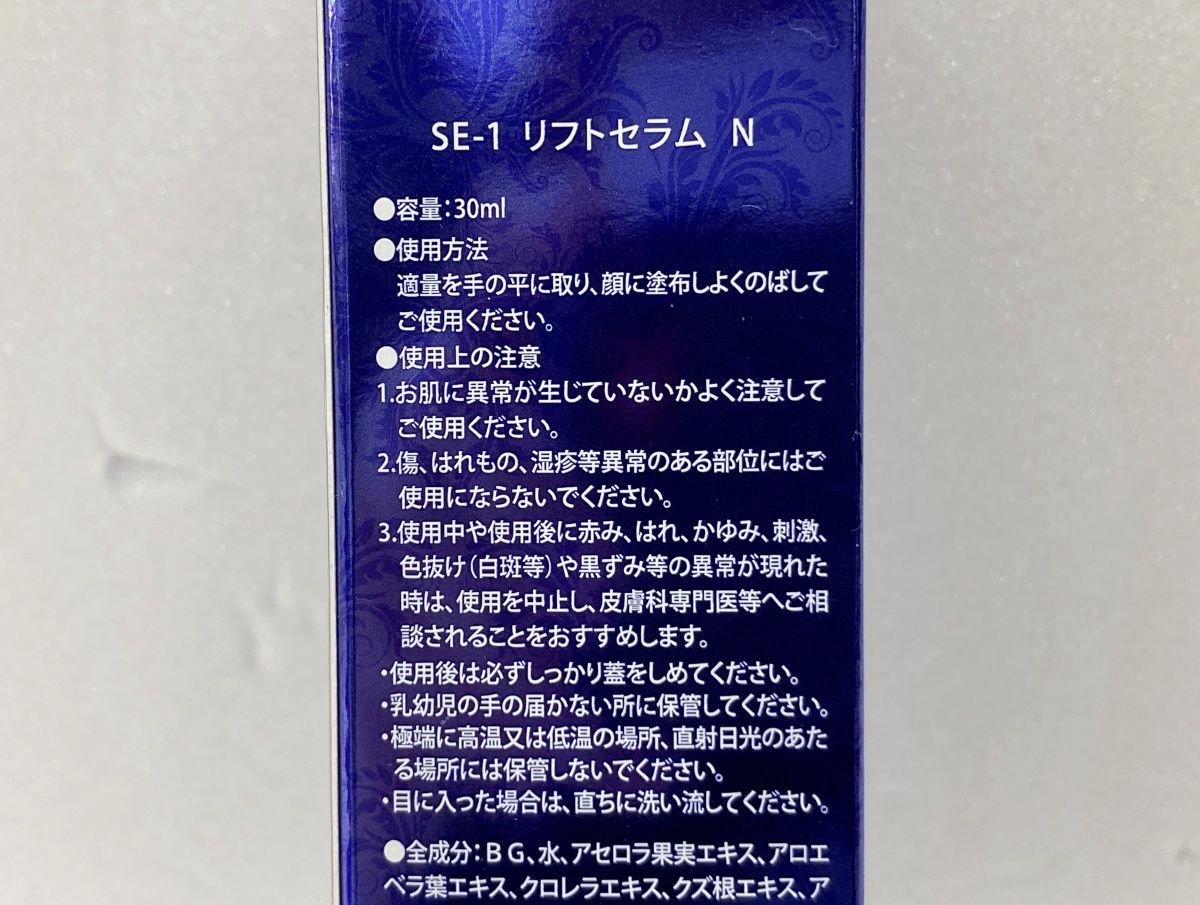 SE-1 リフトセラム N
●容量：30ml
●使用方法
適量を手の平に取り、顔に塗布しよくのばして
ご使用ください。
●使用上の注意
1.お肌に異常が生じていないかよく注意して
ご使用ください。
2.傷、はれもの、湿疹等異常のある部位にはご
使用にならないでください。
3.使用中や使用後に赤み、はれ、かゆみ、刺激、
色抜け（白斑等）や黒ずみ等の異常が現れた
時は、使用を中止し、皮膚科専門医等へご相
談されることをおすすめします。
・使用後は必ずしっかり蓋をしめてください。
・乳幼児の手の届かない所に保管してください。
・極端に高温又は低温の場所、直射日光のあた
る場所には保管しないでください。
・目に入った場合は、直ちに洗い流してください。
●全成分：ＢＧ、水、アセロラ果実エキス、アロエ
ベラ葉エキス、クロレラエキス、クズ根エキス、ア